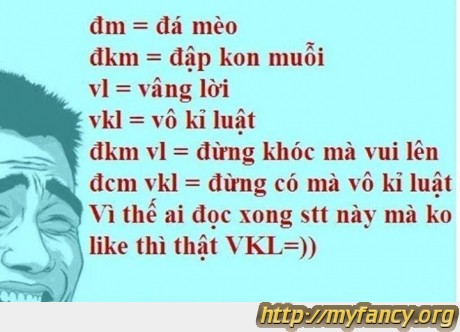 đm = đá mèo
đkm = đập kon muỗi
vl = vâng lời
vkl = vô kỉ luật
đkm vl = đừng khóc mà vui lên
đcm vkl = đừng có mà vô kỉ luật
Vì thế ai đọc xong stt này mà ko
like thì thật VKL=))
http://myfancy.org